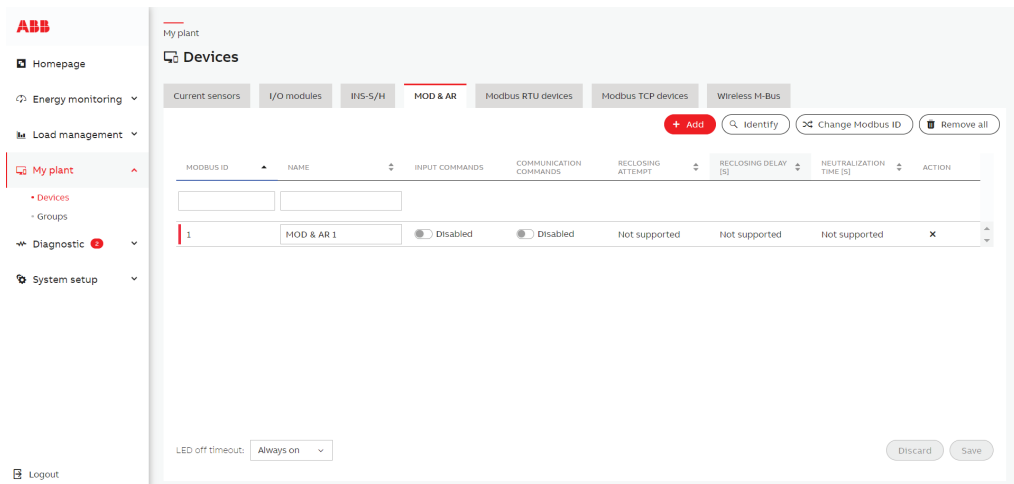 ABB
Homepage
Energy monitoring
Load management
My plant
• Devices
Groups
Diagnostic 2
System setup
Logout
My plant
Devices
Current sensors I/O modules INS-S/H MOD & AR Modbus RTU devices Modbus TCP devices Wireless M-Bus
+ Add Identify Change Modbus ID Remove all
MODBUS ID NAME INPUT COMMANDS COMMUNICATION COMMANDS RECLOSING ATTEMPT RECLOSING DELAY [S] NEUTRALIZATION TIME [S] ACTION
1 MOD & AR 1 Disabled Disabled Not supported Not supported Not supported ×
LED off timeout: Always on Discard Save